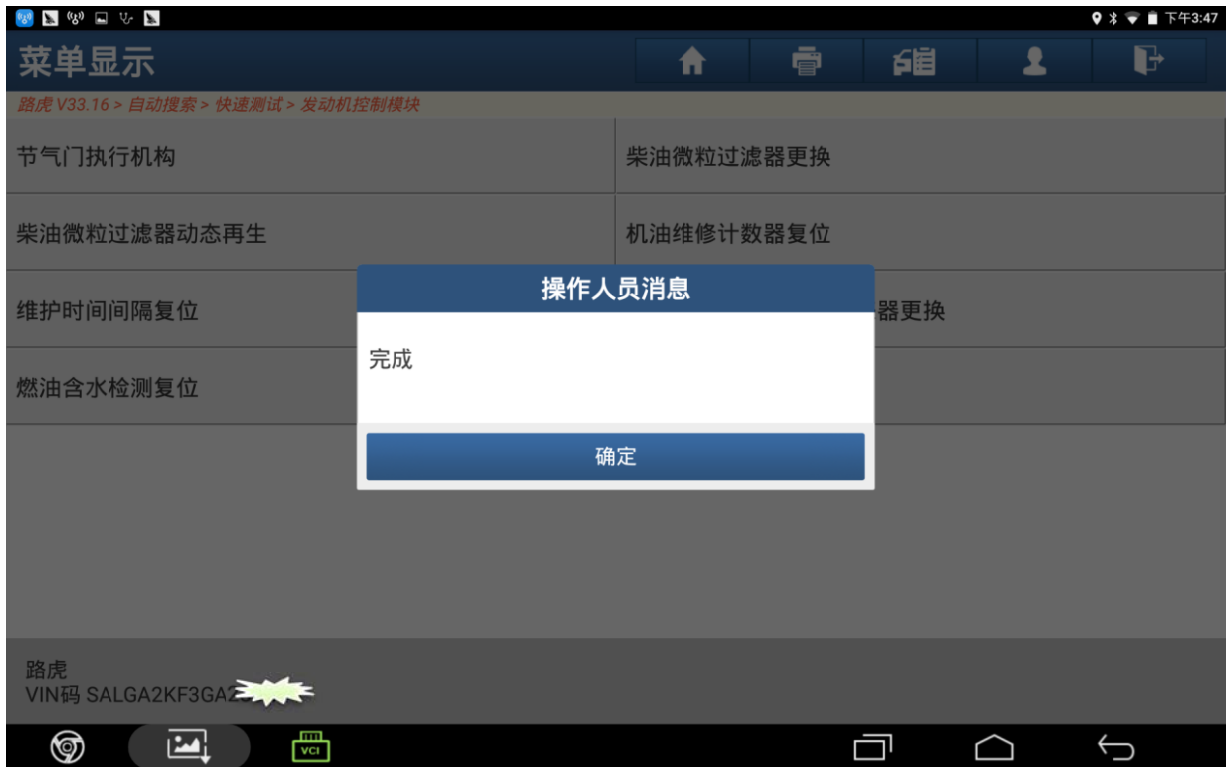 下午3:47
菜单显示
路虎 V33.16 > 自动搜索 > 快速测试 > 发动机控制模块
节气门执行机构
柴油微粒过滤器更换
柴油微粒过滤器动态再生
机油维修计数器复位
操作人员消息
维护时间间隔复位
器更换
完成
燃油含水检测复位
确定
路虎
VIN码 SALGA2KF3GA2
VCI